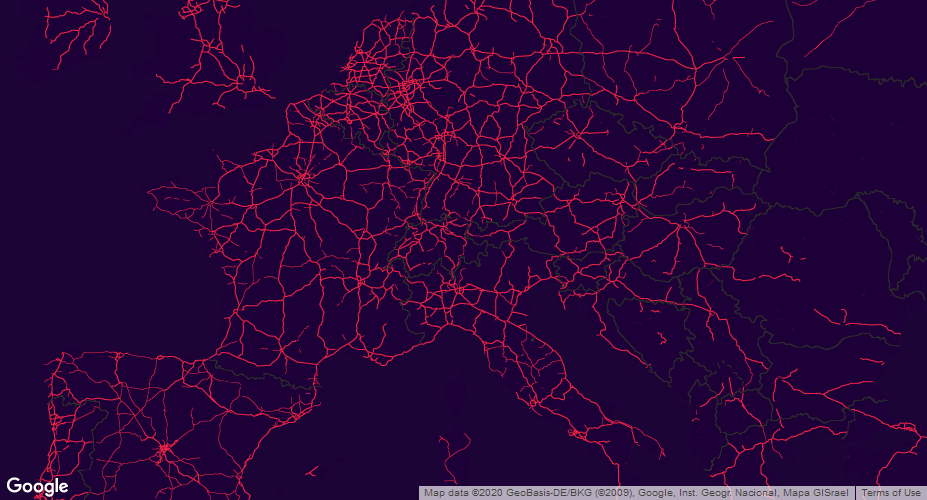 Google
Map data ©2020 GeoBasis-DE/BKG (©2009), Google, Inst. Geogr. Nacional, Mapa GISrael
Terms of Use